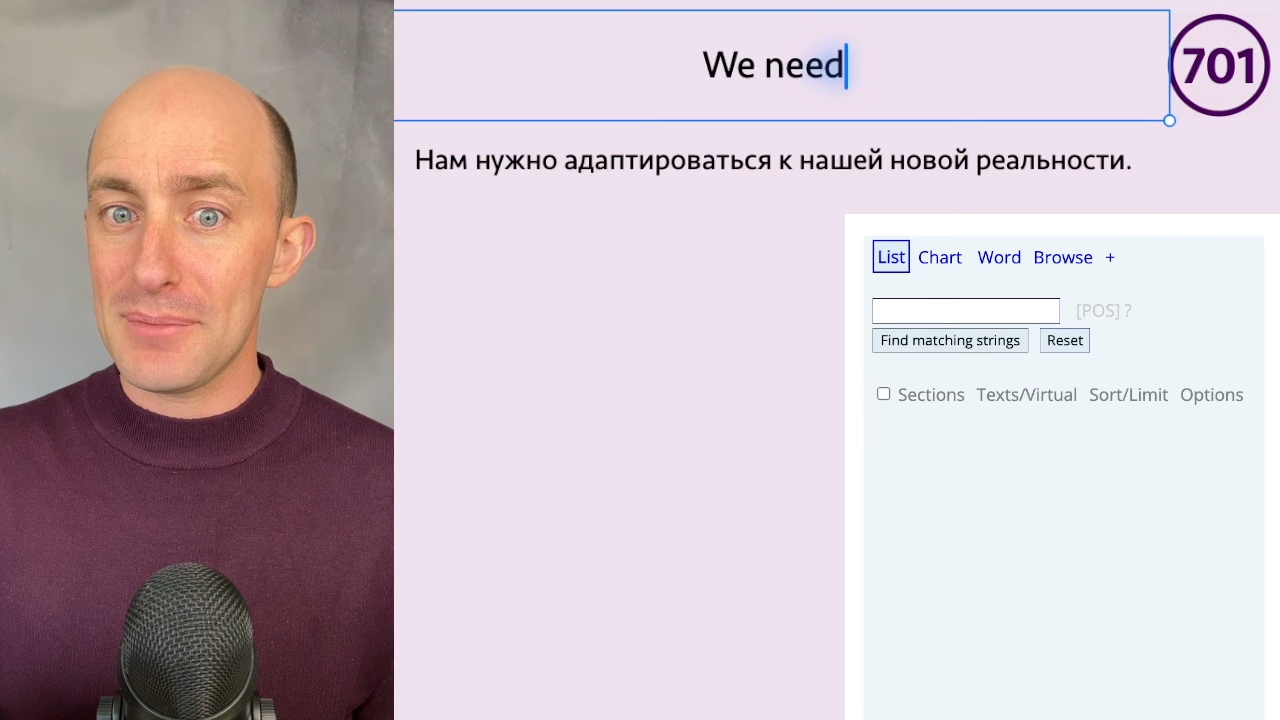 We need
701
Нам нужно адаптироваться к нашей новой реальности.
List Chart Word Browse +
[POS] ?
Find matching strings Reset
Sections Texts/Virtual Sort/Limit Options